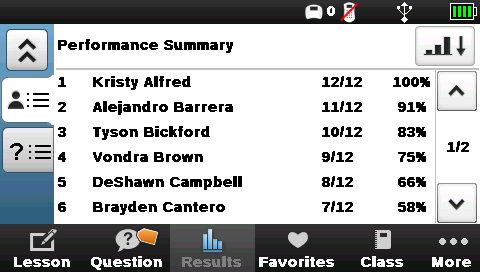 0
Performance Summary
1 Kristy Alfred 12/12 100%
2 Alejandro Barrera 11/12 91%
3 Tyson Bickford 10/12 83%
4 Vondra Brown 9/12 75%
5 DeShawn Campbell 8/12 66%
6 Brayden Cantero 7/12 58%
1/2
?
Lesson Question Results Favorites Class More